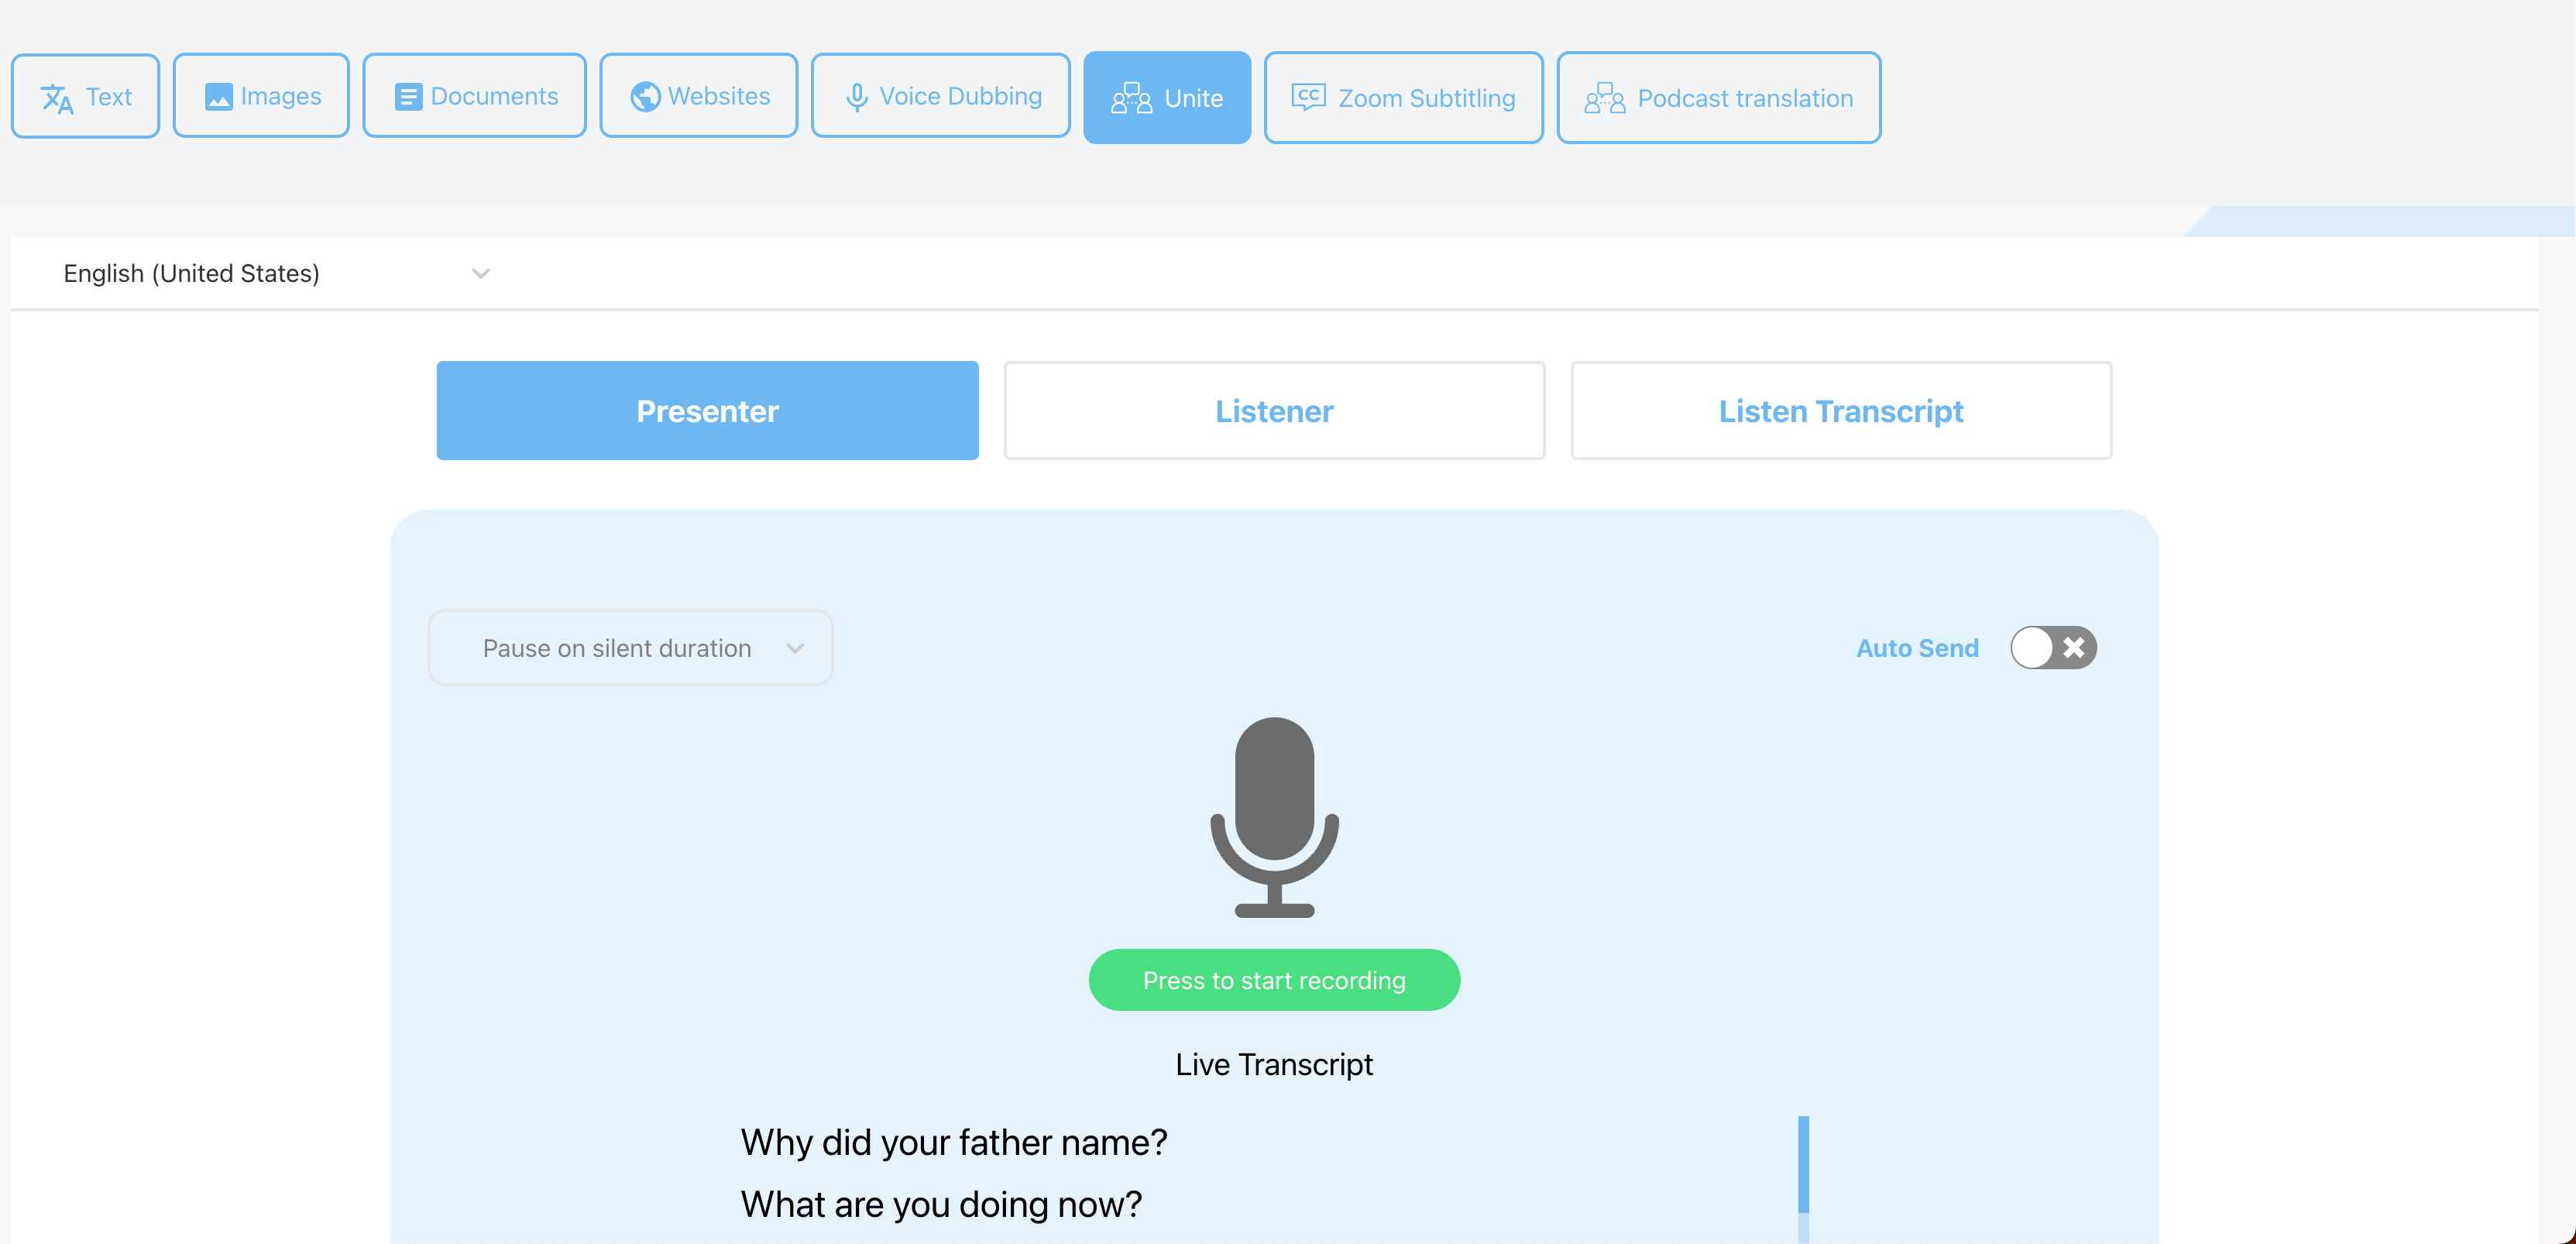 Text
Images
Documents
Websites
Voice Dubbing
Unite
CC Zoom Subtitling
Podcast translation
English (United States)
Presenter
Listener
Listen Transcript
Pause on silent duration
Auto Send
Press to start recording
Live Transcript
Why did your father name?
What are you doing now?